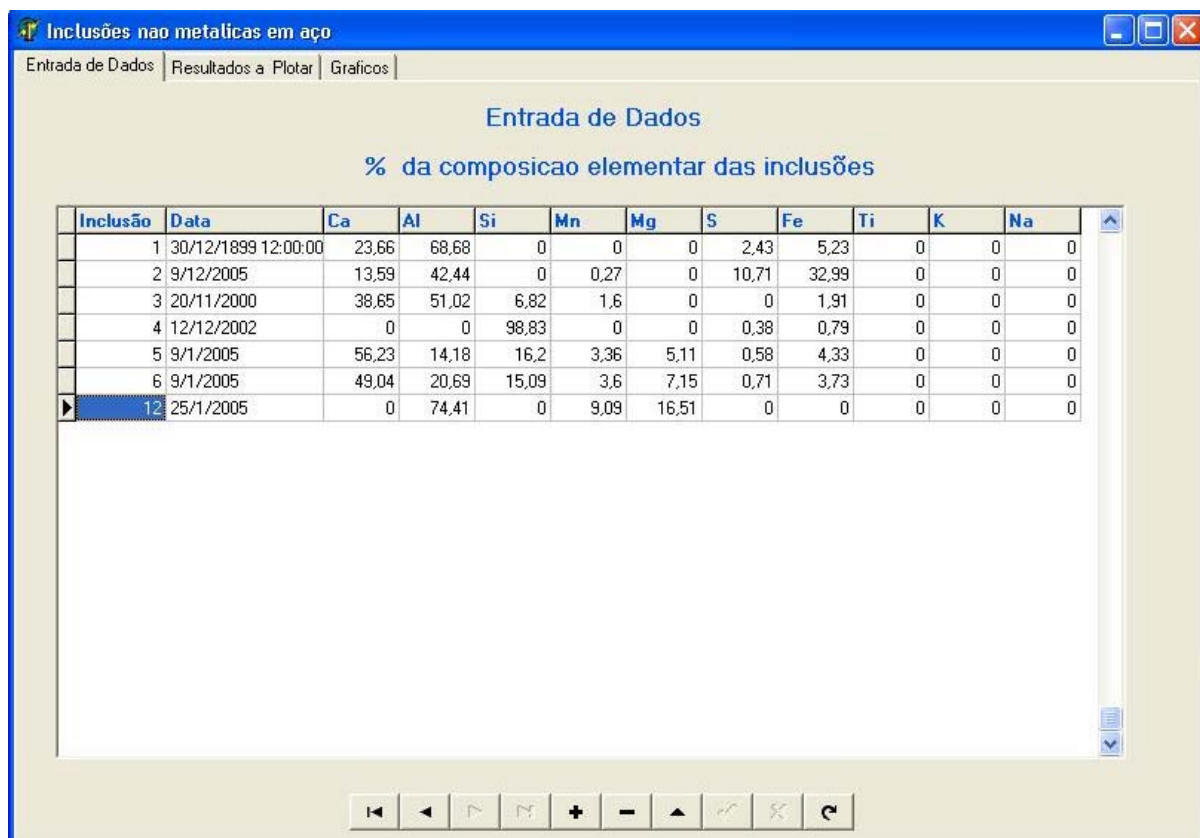 Inclusões nao metalicas em aço
Entrada de Dados Resultados a Plotar Graficos
Entrada de Dados
% da composicao elementar das inclusões
Inclusão Data Ca Al Si Mn Mg S Fe Ti K Na
1 30/12/1899 12:00:00 23,66 68,68 0 0 0 2,43 5,23 0 0 0
2 9/12/2005 13,59 42,44 0 0,27 0 10,71 32,99 0 0 0
3 20/11/2000 38,65 51,02 6,82 1,6 0 0 1,91 0 0 0
4 12/12/2002 0 0 98,83 0 0 0,38 0,79 0 0 0
5 9/1/2005 56,23 14,18 16,2 3,36 5,11 0,58 4,33 0 0 0
6 9/1/2005 49,04 20,69 15,09 3,6 7,15 0,71 3,73 0 0 0
12 25/1/2005 0 74,41 0 9,09 16,51 0 0 0 0 0